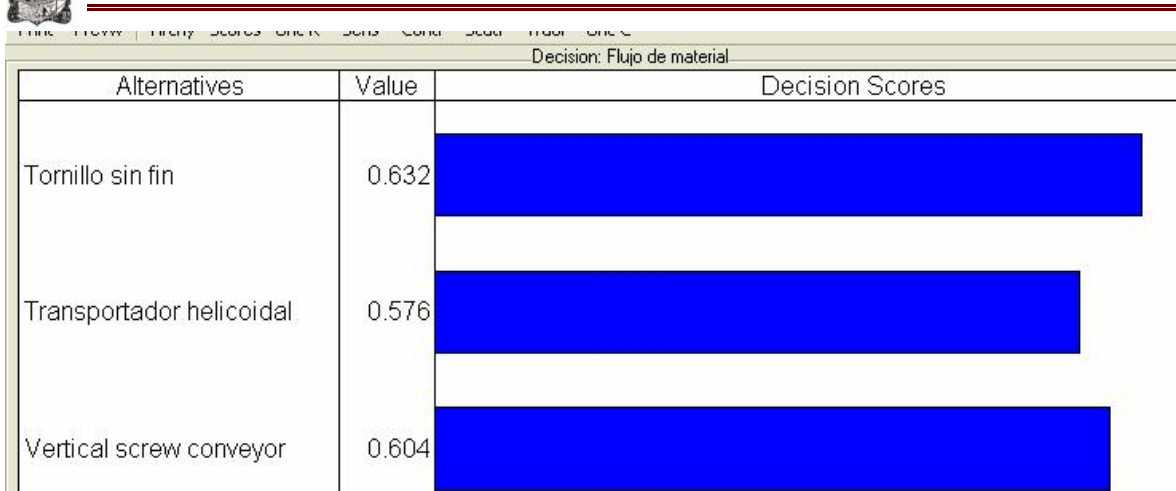 Decision: Flujo de material
Alternatives Value Decision Scores
Tornillo sin fin 0.632
Transportador helicoidal 0.576
Vertical screw conveyor 0.604